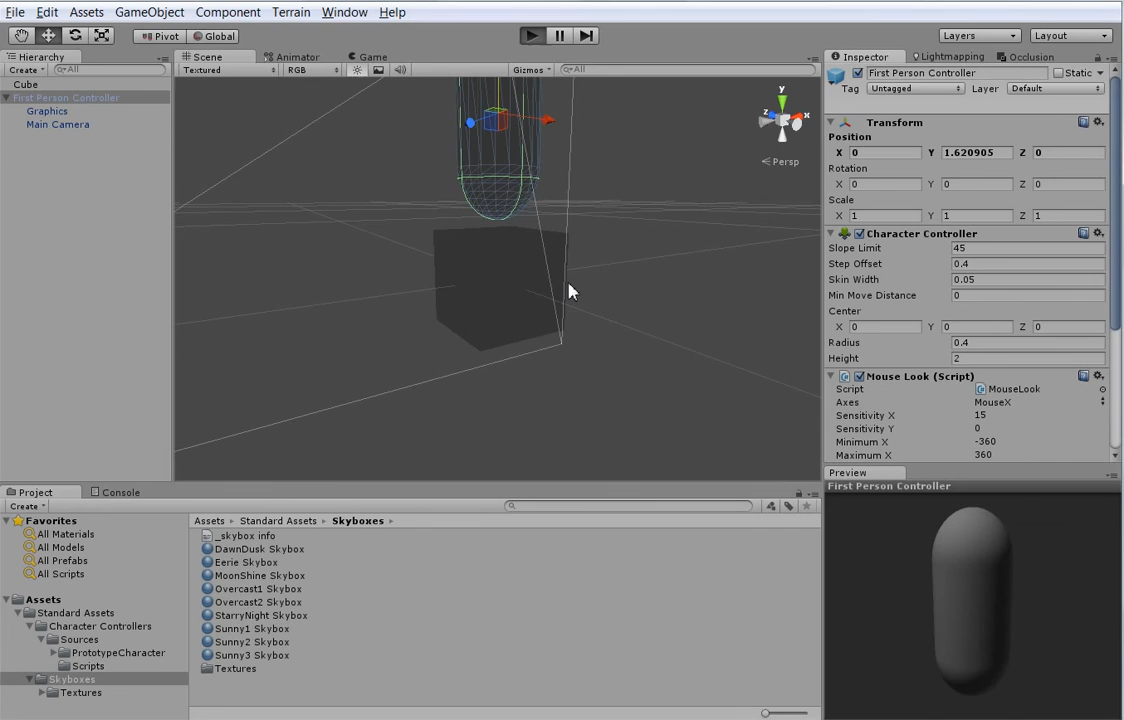 File Edit Assets GameObject Component Terrain Window Help
Pivot Global Layers Layout
Hierarchy Scene Animator Game Inspector Lightmapping Occlusion
Create All Textured RGB Gizmos All
Cube
First Person Controller
Graphics
Main Camera
y
z x
Persp
First Person Controller Static
Tag Untagged Layer Default
Transform
Position
X 0 Y 1.620905 Z 0
Rotation
X 0 Y 0 Z 0
Scale
X 1 Y 1 Z 1
Character Controller
Slope Limit 45
Step Offset 0.4
Skin Width 0.05
Min Move Distance 0
Center
X 0 Y 0 Z 0
Radius 0.4
Height 2
Mouse Look (Script)
Script MouseLook
Axes MouseX
Sensitivity X 15
Sensitivity Y 0
Minimum X -360
Maximum X 360
Preview
First Person Controller
Project Console
Create
Favorites
All Materials
All Models
All Prefabs
All Scripts
Assets
Standard Assets
Character Controllers
Sources
PrototypeCharacter
Scripts
Skyboxes
Textures
Assets Standard Assets Skyboxes
_skybox info
DawnDusk Skybox
Eerie Skybox
MoonShine Skybox
Overcast1 Skybox
Overcast2 Skybox
StarryNight Skybox
Sunny1 Skybox
Sunny2 Skybox
Sunny3 Skybox
Textures